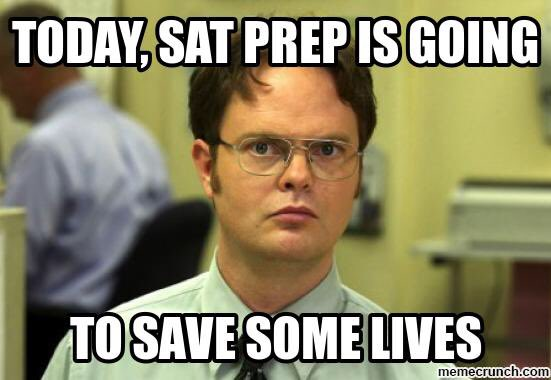 TODAY, SAT PREP IS GOING
TO SAVE SOME LIVES
memecrunch.com